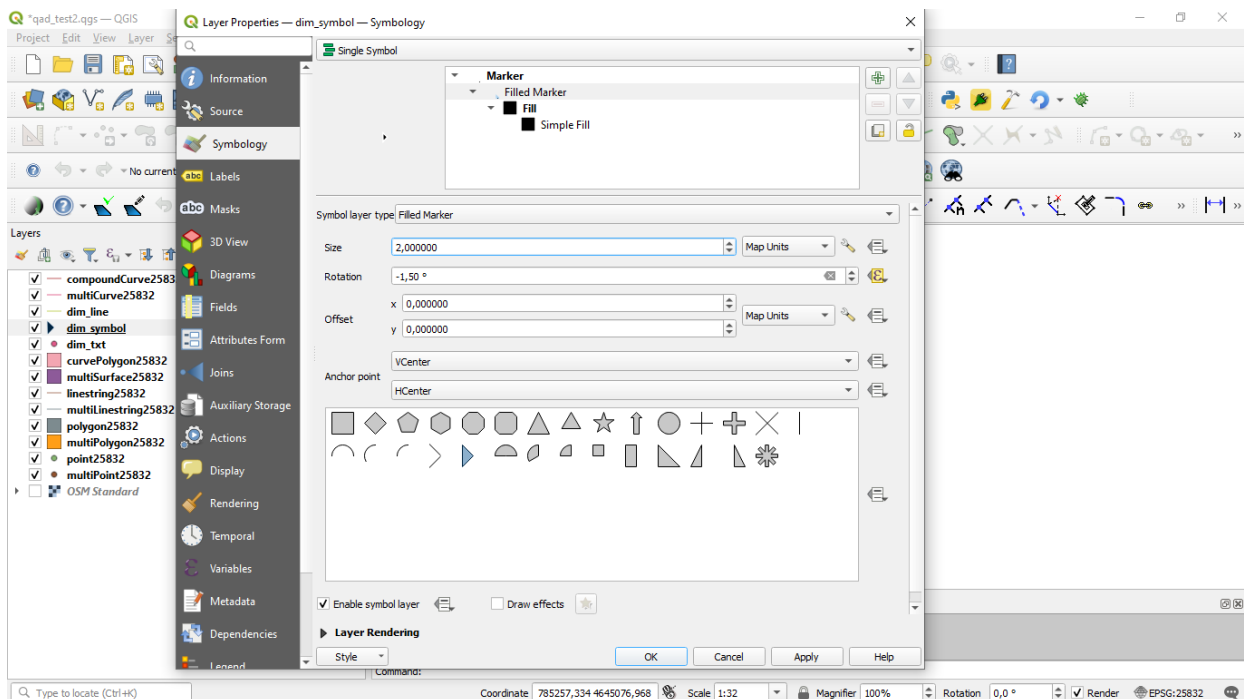 *qad_test2.qgs — QGIS
Project Edit View Layer Se
Layer Properties — dim_symbol — Symbology
Information
Source
Symbology
abc Labels
abc Masks
3D View
Diagrams
Fields
Attributes Form
Joins
Auxiliary Storage
Actions
Display
Rendering
Temporal
Variables
Metadata
Dependencies
Legend
Single Symbol
Marker
Filled Marker
Fill
Simple Fill
Symbol layer type Filled Marker
Size 2,000000 Map Units
Rotation -1,50 °
Offset x 0,000000 Map Units
y 0,000000
Anchor point VCenter
HCenter
Enable symbol layer Draw effects
Layer Rendering
Style OK Cancel Apply Help
No current
Layers
compoundCurve2583
multiCurve25832
dim_line
dim_symbol
dim_txt
curvePolygon25832
multiSurface25832
linestring25832
multiLinestring25832
polygon25832
multiPolygon25832
point25832
multiPoint25832
OSM Standard
Command:
Type to locate (Ctrl+K) Coordinate 785257,334 4645076,968 Scale 1:32 Magnifier 100% Rotation 0,0 ° Render EPSG:25832